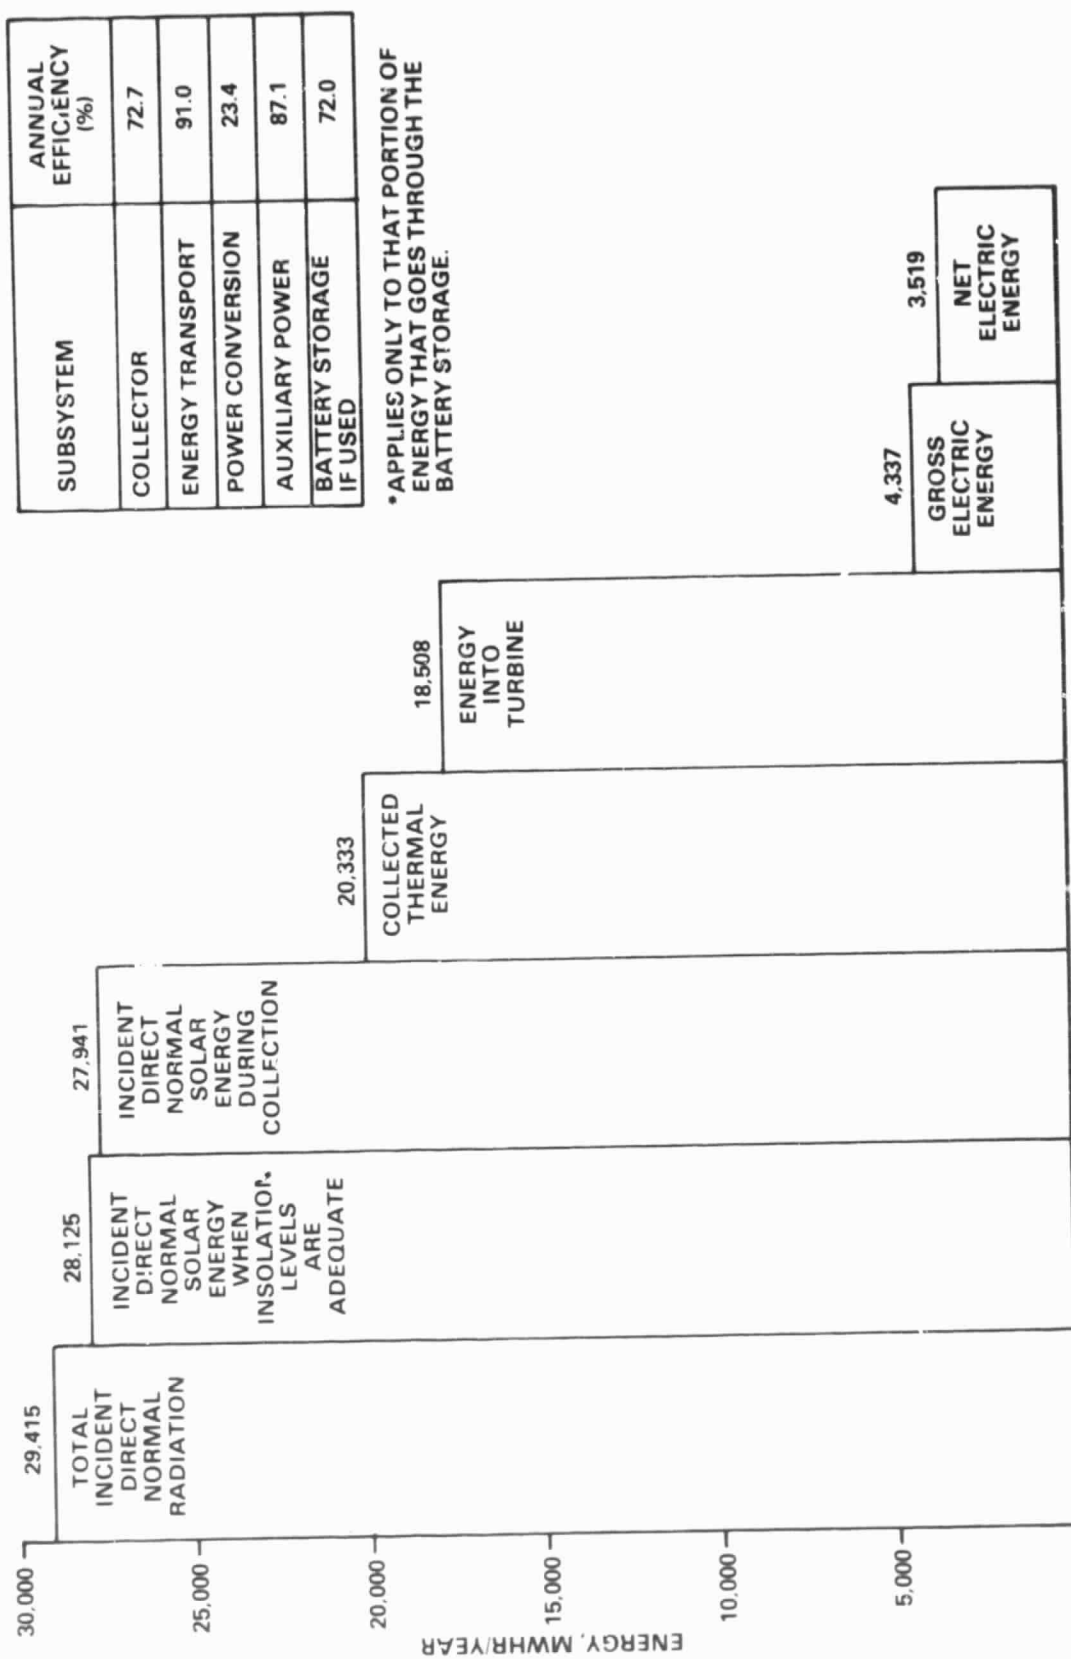 SUBSYSTEM
ANNUAL
EFFICIENCY
(%)
COLLECTOR
72.7
ENERGY TRANSPORT
91.0
POWER CONVERSION
23.4
AUXILIARY POWER
87.1
BATTERY STORAGE
IF USED
72.0
*APPLIES ONLY TO THAT PORTION OF
ENERGY THAT GOES THROUGH THE
BATTERY STORAGE.
ENERGY, MWHR/YEAR
30,000
25,000
20,000
15,000
10,000
5,000
29,415
TOTAL
INCIDENT
DIRECT
NORMAL
RADIATION
28,125
INCIDENT
DIRECT
NORMAL
SOLAR
ENERGY
WHEN
INSOLATION
LEVELS
ARE
ADEQUATE
27,941
INCIDENT
DIRECT
NORMAL
SOLAR
ENERGY
DURING
COLLECTION
20,333
COLLECTED
THERMAL
ENERGY
18,508
ENERGY
INTO
TURBINE
4,337
GROSS
ELECTRIC
ENERGY
3,519
NET
ELECTRIC
ENERGY